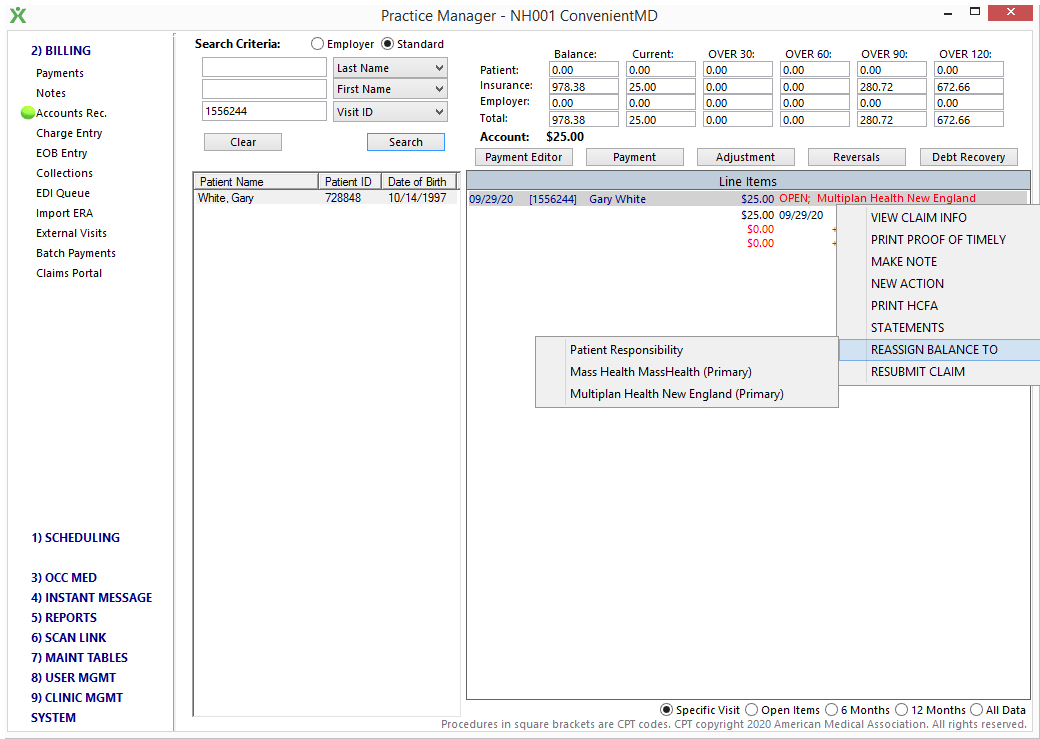 Practice Manager - NH001 ConvenientMD
2) BILLING
Payments
Notes
Accounts Rec.
Charge Entry
EOB Entry
Collections
EDI Queue
Import ERA
External Visits
Batch Payments
Claims Portal
1) SCHEDULING
3) OCC MED
4) INSTANT MESSAGE
5) REPORTS
6) SCAN LINK
7) MAINT TABLES
8) USER MGMT
9) CLINIC MGMT
SYSTEM
Search Criteria: Employer Standard
Last Name
First Name
1556244 Visit ID
Clear Search
Balance: Current: OVER 30: OVER 60: OVER 90: OVER 120:
Patient: 0.00 0.00 0.00 0.00 0.00 0.00
Insurance: 978.38 25.00 0.00 0.00 280.72 672.66
Employer: 0.00 0.00 0.00 0.00 0.00 0.00
Total: 978.38 25.00 0.00 0.00 280.72 672.66
Account: $25.00
Payment Editor Payment Adjustment Reversals Debt Recovery
Patient Name Patient ID Date of Birth
White, Gary 728848 10/14/1997
Line Items
09/29/20 [1556244] Gary White $25.00 OPEN; Multiplan Health New England
$25.00 09/29/20
$0.00
$0.00
VIEW CLAIM INFO
PRINT PROOF OF TIMELY
MAKE NOTE
NEW ACTION
PRINT HCFA
STATEMENTS
REASSIGN BALANCE TO
RESUBMIT CLAIM
Patient Responsibility
Mass Health MassHealth (Primary)
Multiplan Health New England (Primary)
Specific Visit Open Items 6 Months 12 Months All Data
Procedures in square brackets are CPT codes. CPT copyright 2020 American Medical Association. All rights reserved.